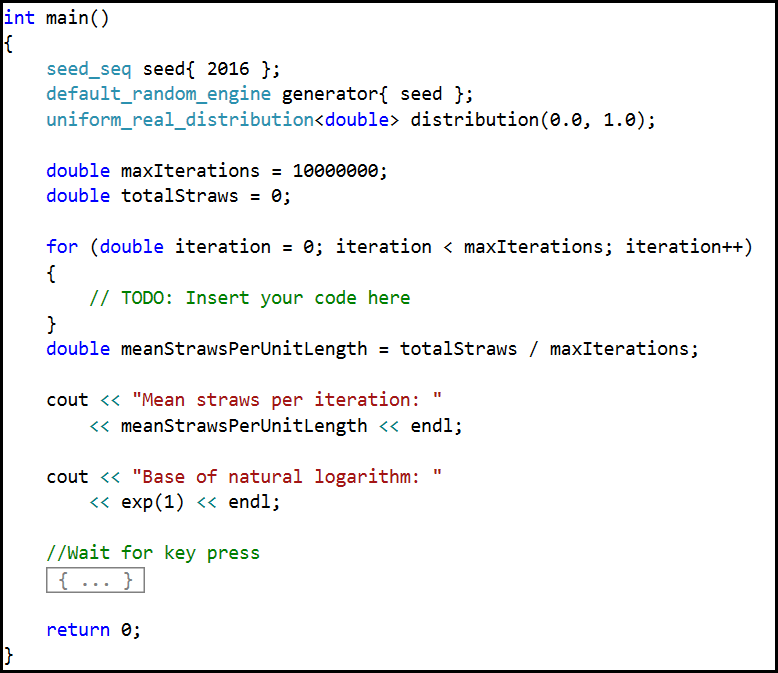 int main()
{
    seed_seq seed{ 2016 };
    default_random_engine generator{ seed };
    uniform_real_distribution<double> distribution(0.0, 1.0);

    double maxIterations = 10000000;
    double totalStraws = 0;

    for (double iteration = 0; iteration < maxIterations; iteration++)
    {
        // TODO: Insert your code here
    }
    double meanStrawsPerUnitLength = totalStraws / maxIterations;

    cout << "Mean straws per iteration: "
        << meanStrawsPerUnitLength << endl;

    cout << "Base of natural logarithm: "
        << exp(1) << endl;

    //Wait for key press
    { ... }

    return 0;
}